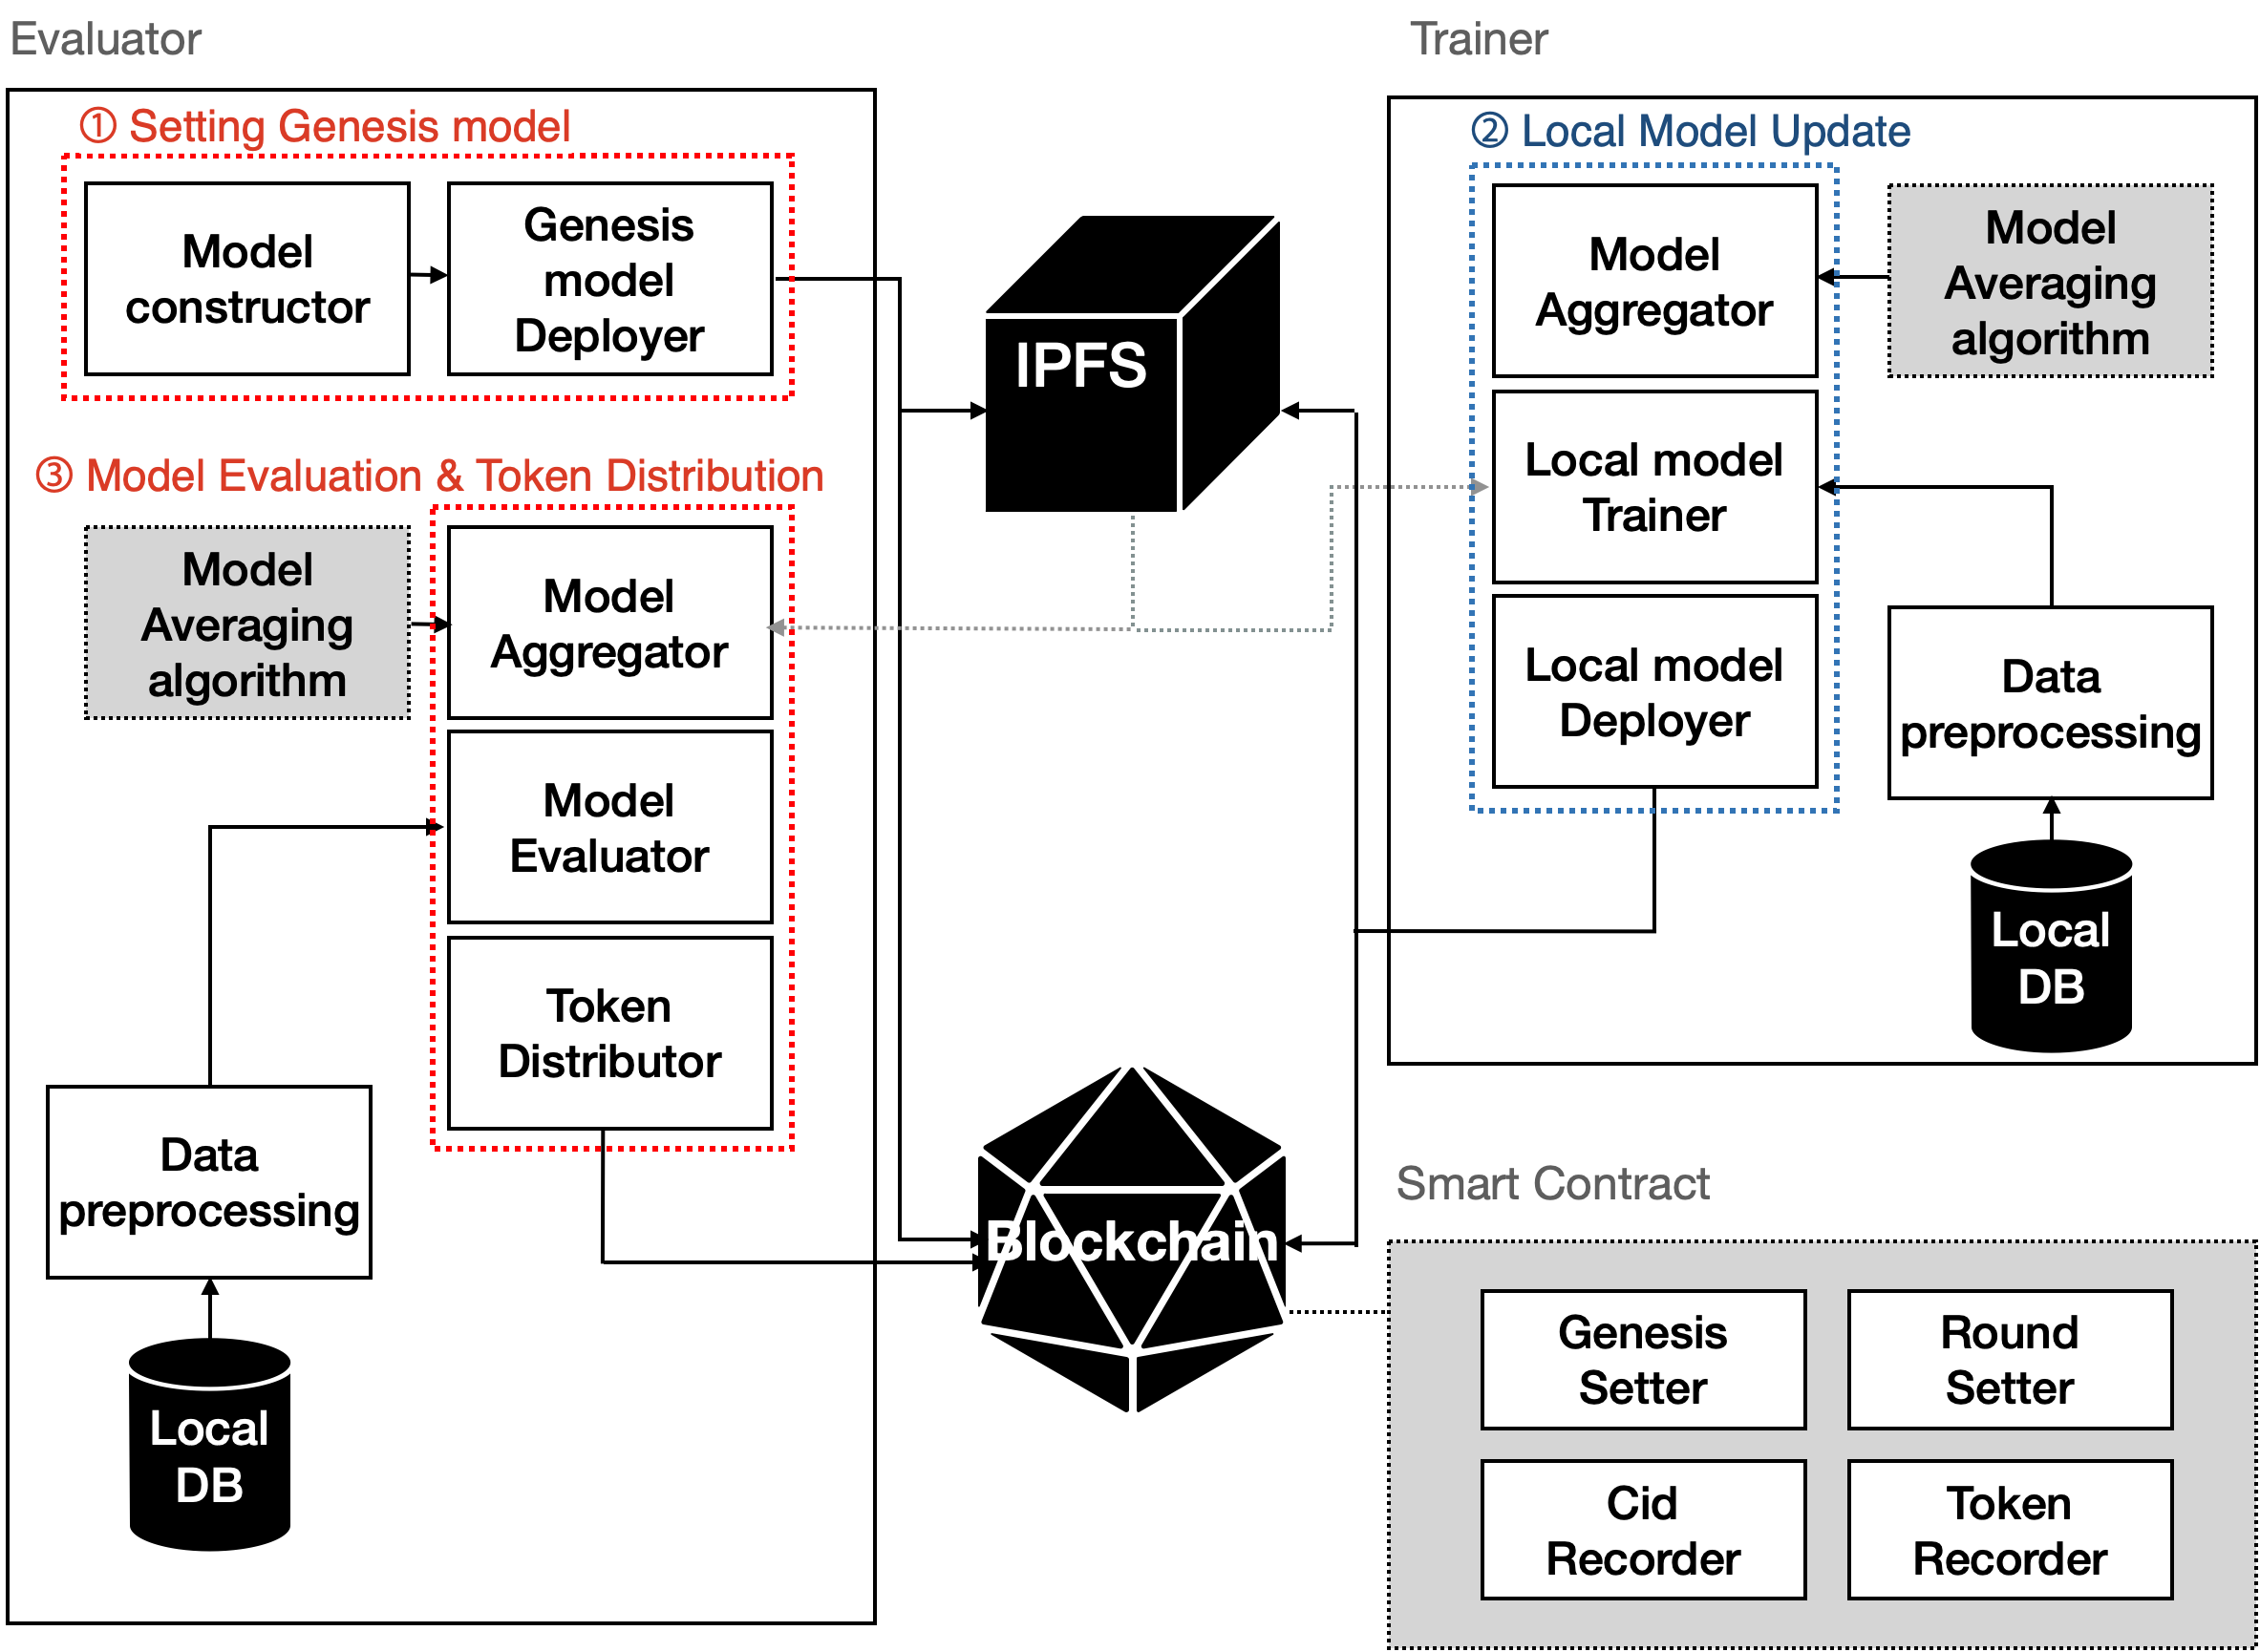 Evaluator
① Setting Genesis model
Model
constructor
Genesis
model
Deployer
③ Model Evaluation & Token Distribution
Model
Averaging
algorithm
Model
Aggregator
Model
Evaluator
Token
Distributor
Data
preprocessing
Local
DB
IPFS
Blockchain
Trainer
② Local Model Update
Model
Aggregator
Model
Averaging
algorithm
Local model
Trainer
Local model
Deployer
Data
preprocessing
Local
DB
Smart Contract
Genesis
Setter
Round
Setter
Cid
Recorder
Token
Recorder